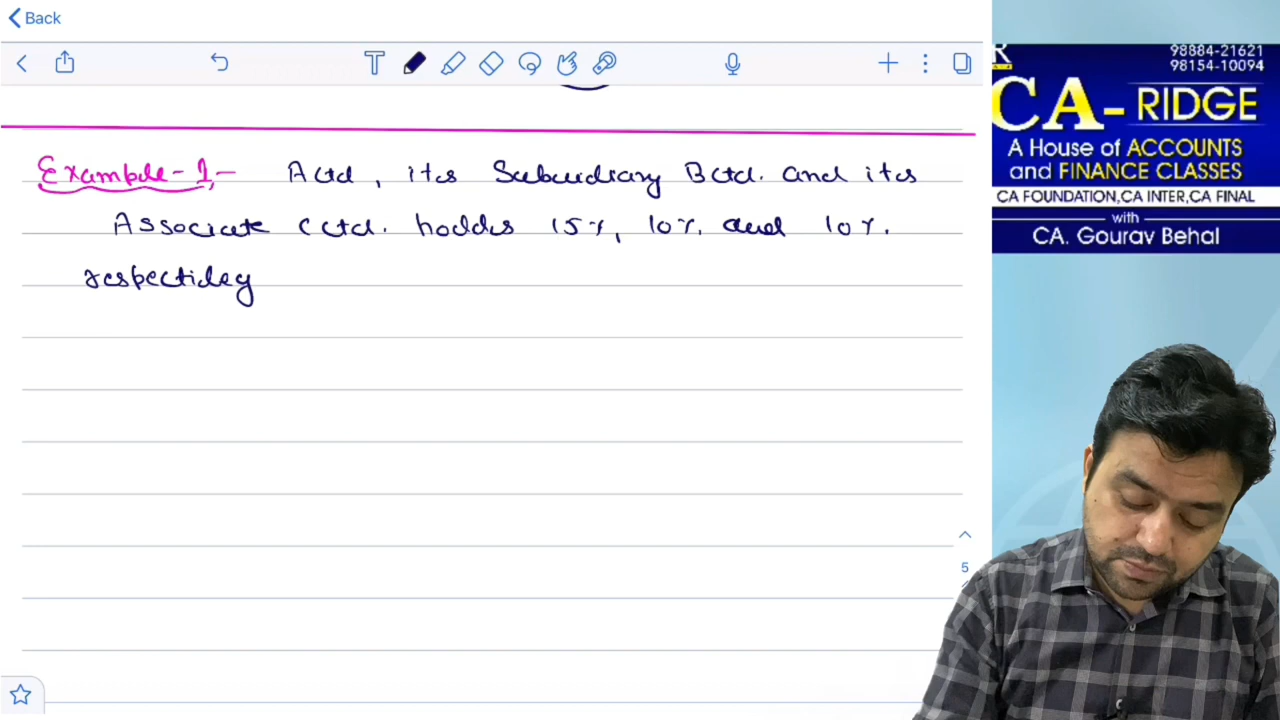 Back
98884-21621
98154-10094
R
CA- RIDGE
A House of ACCOUNTS
and FINANCE CLASSES
CA FOUNDATION,CA INTER,CA FINAL
with
CA. Gourav Behal
T
Example-1:- A Ltd, its Subsidiary B Ltd. and its
Associate C Ltd. holds 15%, 10% and 10%.
respectively
5